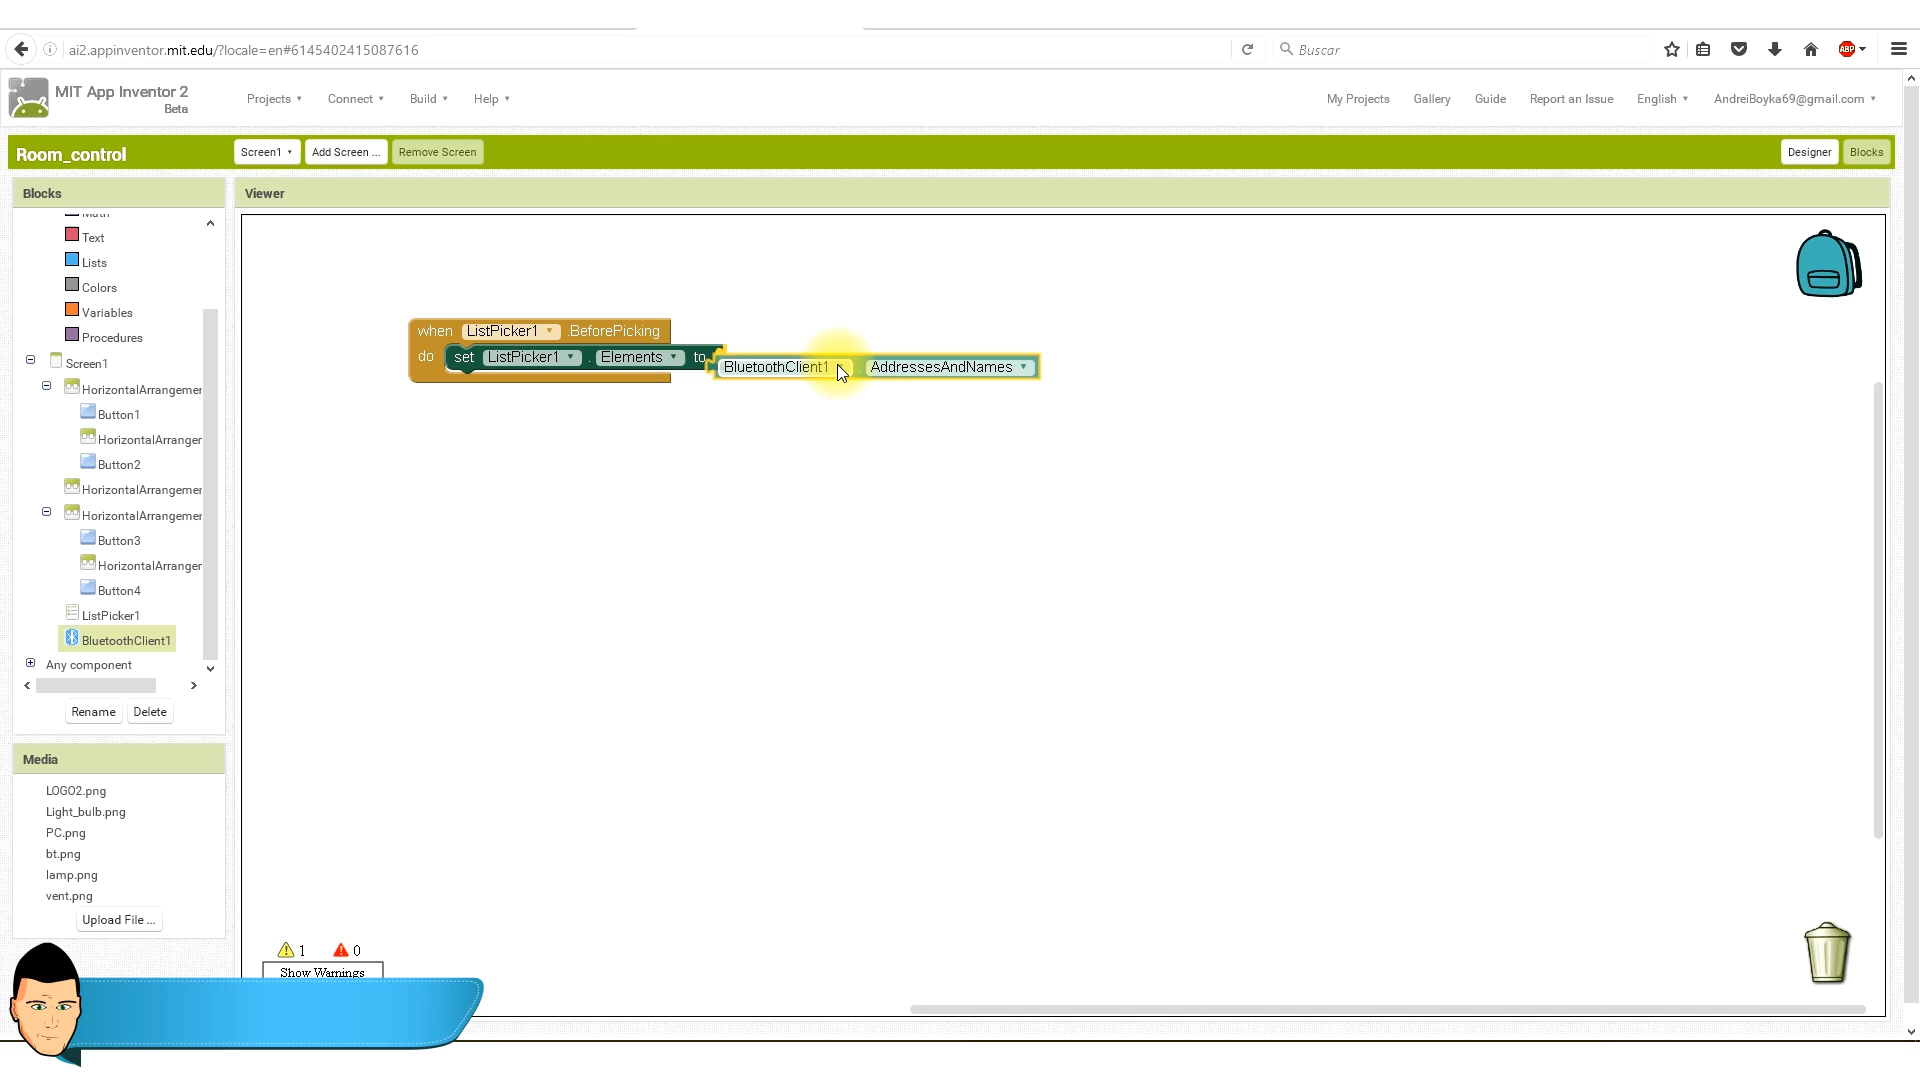 ai2.appinventor.mit.edu/?locale=en#6145402415087616
Buscar
ABP
MIT App Inventor 2
Beta
Projects
Connect
Build
Help
My Projects
Gallery
Guide
Report an Issue
English
AndreiBoyka69@gmail.com
Room_control
Screen1
Add Screen ...
Remove Screen
Designer
Blocks
Blocks
Viewer
Math
Text
Lists
Colors
Variables
Procedures
Screen1
HorizontalArrangemer
Button1
HorizontalArranger
Button2
HorizontalArrangemer
HorizontalArrangemer
Button3
HorizontalArranger
Button4
ListPicker1
BluetoothClient1
Any component
Rename
Delete
Media
LOGO2.png
Light_bulb.png
PC.png
bt.png
lamp.png
vent.png
Upload File ...
when ListPicker1 .BeforePicking
do set ListPicker1 . Elements to
BluetoothClient1 . AddressesAndNames
1
0
Show Warnings